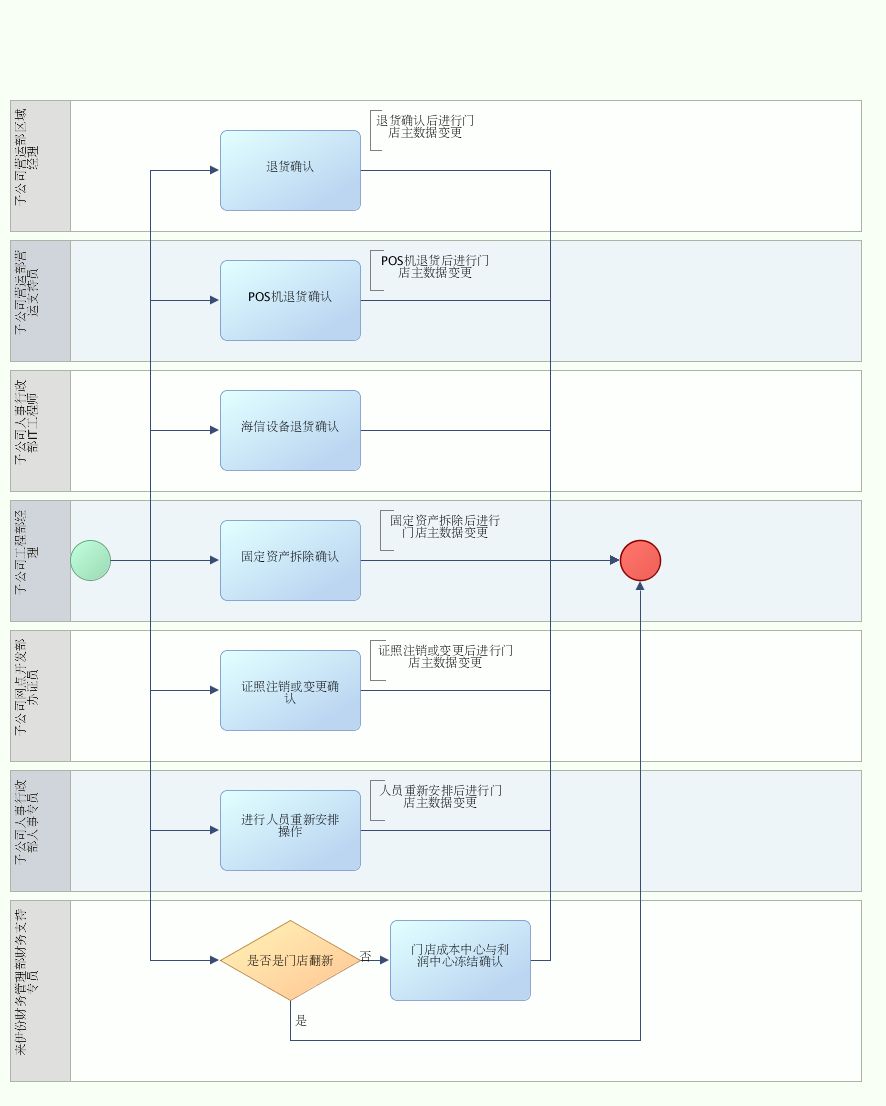 子公司营运部区域
经理
退货确认
退货确认后进行门
店主数据变更
子公司营运部营
运支持员
POS机退货确认
POS机退货后进行门
店主数据变更
子公司人事行政
部IT工程师
海信设备退货确认
子公司工程部经
理
固定资产拆除确认
固定资产拆除后进行
门店主数据变更
子公司网点开发部
办证员
证照注销或变更确
认
证照注销或变更后进行门
店主数据变更
子公司人事行政
部人事专员
进行人员重新安排
操作
人员重新安排后进行门
店主数据变更
来伊份财务管理部财务支持
专员
是否是门店翻新
否
门店成本中心与利
润中心冻结确认
是